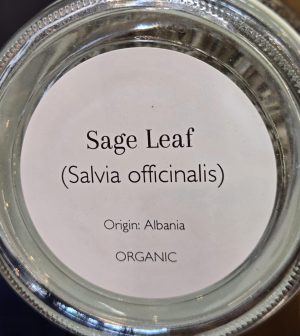 Sage Leaf
(Salvia officinalis)
Origin: Albania
ORGANIC